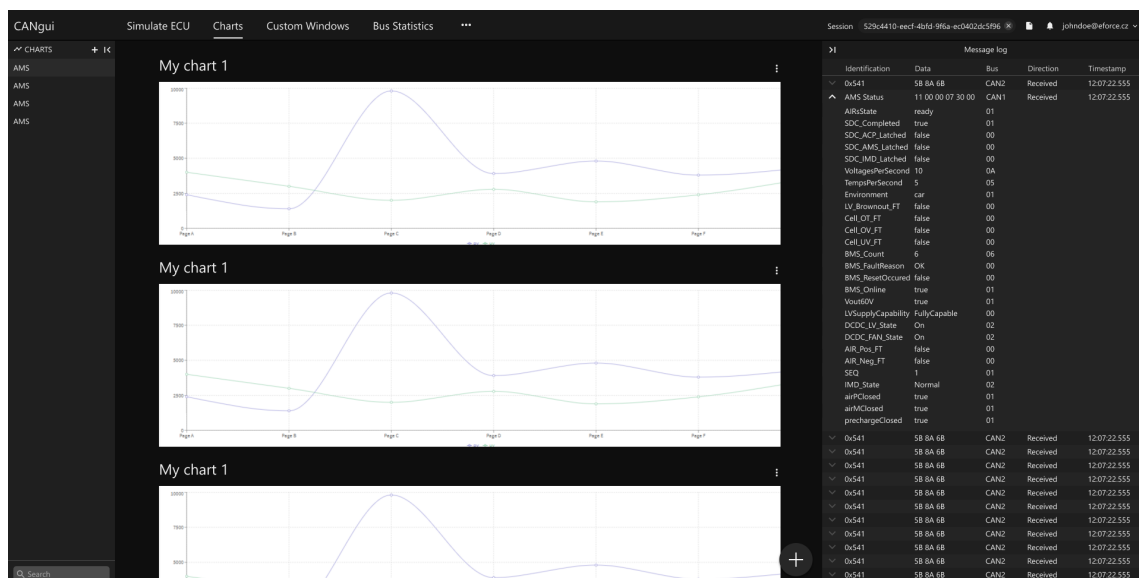 CANgui Simulate ECU Charts Custom Windows Bus Statistics ••• Session 529c4410-eecf-4bfd-9f6a-ec0402dc5f96 johndoe@eforce.cz
CHARTS
AMS
AMS
AMS
AMS
Search
My chart 1
10000
7500
5000
2500
0
Page A Page B Page C Page D Page E Page F
My chart 1
10000
7500
5000
2500
0
Page A Page B Page C Page D Page E Page F
My chart 1
10000
7500
5000
Message log
Identification Data Bus Direction Timestamp
0x541 5B 8A 6B CAN2 Received 12:07:22.555
AMS Status 11 00 00 07 30 00 CAN1 Received 12:07:22.555
AIRsState ready 01
SDC_Completed true 01
SDC_ACP_Latched false 00
SDC_AMS_Latched false 00
SDC_IMD_Latched false 00
VoltagesPerSecond 10 0A
TempsPerSecond 5 05
Environment car 01
LV_Brownout_FT false 00
Cell_OT_FT false 00
Cell_OV_FT false 00
Cell_UV_FT false 00
BMS_Count 6 06
BMS_FaultReason OK 00
BMS_ResetOccured false 00
BMS_Online true 01
Vout60V true 01
LVSupplyCapability FullyCapable 00
DCDC_LV_State On 02
DCDC_FAN_State On 02
AIR_Pos_FT false 00
AIR_Neg_FT false 00
SEQ 1 01
IMD_State Normal 02
airPClosed true 01
airMClosed true 01
prechargeClosed true 01
0x541 5B 8A 6B CAN2 Received 12:07:22.555
0x541 5B 8A 6B CAN2 Received 12:07:22.555
0x541 5B 8A 6B CAN2 Received 12:07:22.555
0x541 5B 8A 6B CAN2 Received 12:07:22.555
0x541 5B 8A 6B CAN2 Received 12:07:22.555
0x541 5B 8A 6B CAN2 Received 12:07:22.555
0x541 5B 8A 6B CAN2 Received 12:07:22.555
0x541 5B 8A 6B CAN2 Received 12:07:22.555
0x541 5B 8A 6B CAN2 Received 12:07:22.555
0x541 5B 8A 6B CAN2 Received 12:07:22.555
0x541 5B 8A 6B CAN2 Received 12:07:22.555